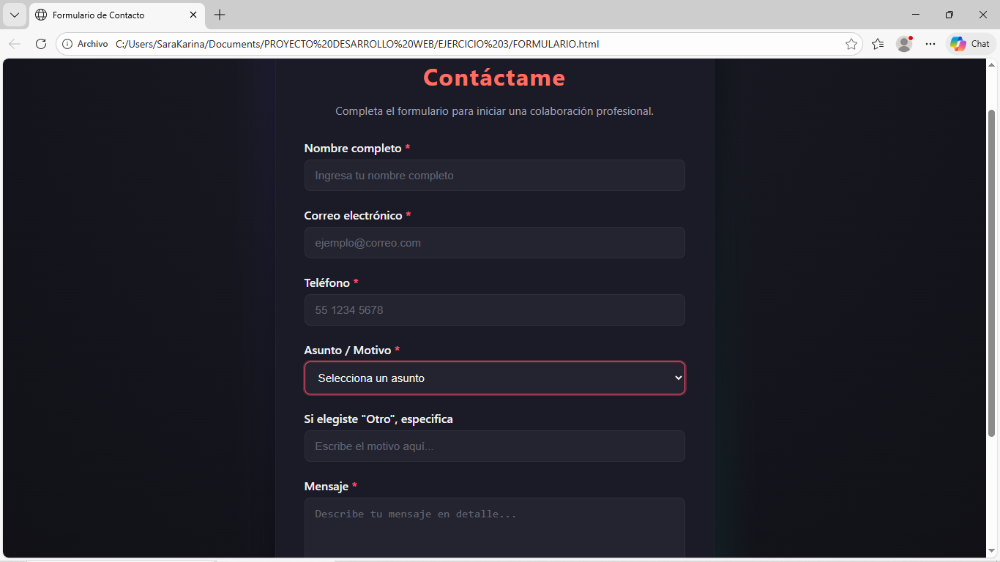 Formulario de Contacto
Archivo C:/Users/SaraKarina/Documents/PROYECTO%20DESARROLLO%20WEB/EJERCICIO%203/FORMULARIO.html
Chat
Contáctame
Completa el formulario para iniciar una colaboración profesional.
Nombre completo *
Ingresa tu nombre completo
Correo electrónico *
ejemplo@correo.com
Teléfono *
55 1234 5678
Asunto / Motivo *
Selecciona un asunto
Si elegiste "Otro", especifica
Escribe el motivo aquí...
Mensaje *
Describe tu mensaje en detalle...